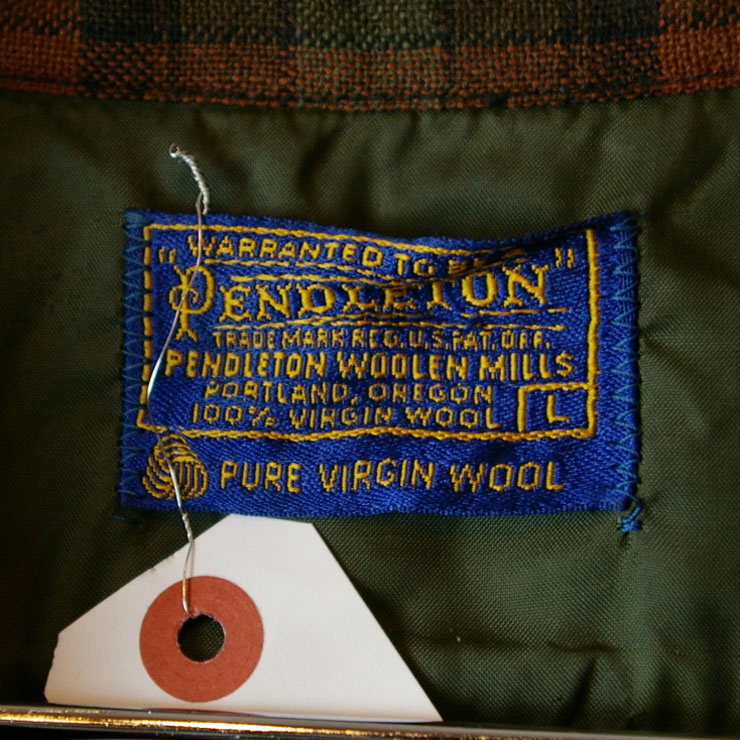 "WARRANTED TO BE A
PENDLETON"
TRADE MARK REG. U.S. PAT. OFF.
PENDLETON WOOLEN MILLS
PORTLAND, OREGON
100% VIRGIN WOOL L
PURE VIRGIN WOOL